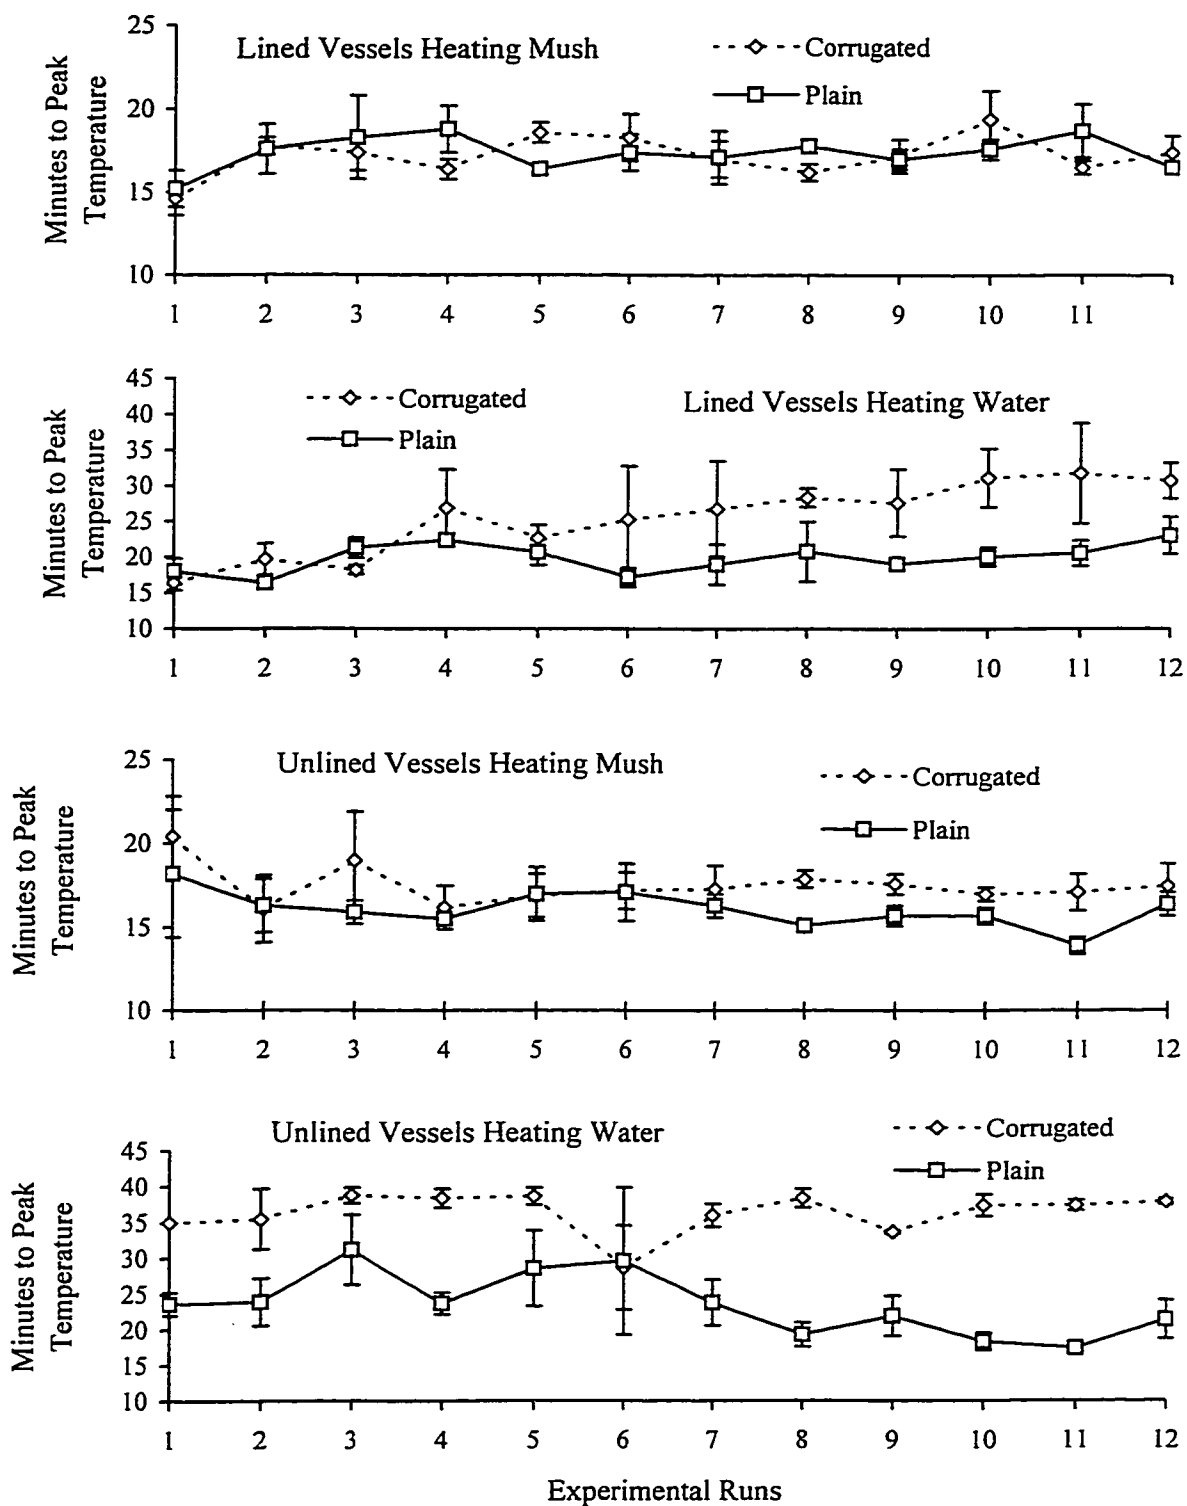 25
Lined Vessels Heating Mush
Corrugated
Plain
20
15
10
Minutes to Peak
Temperature
1 2 3 4 5 6 7 8 9 10 11
45
Corrugated
Lined Vessels Heating Water
40
Plain
35
30
25
20
15
10
Minutes to Peak
Temperature
1 2 3 4 5 6 7 8 9 10 11 12
25
Unlined Vessels Heating Mush
Corrugated
Plain
20
15
10
Minutes to Peak
Temperature
1 2 3 4 5 6 7 8 9 10 11 12
Unlined Vessels Heating Water
Corrugated
45
Plain
40
35
30
25
20
15
10
Minutes to Peak
Temperature
1 2 3 4 5 6 7 8 9 10 11 12
Experimental Runs